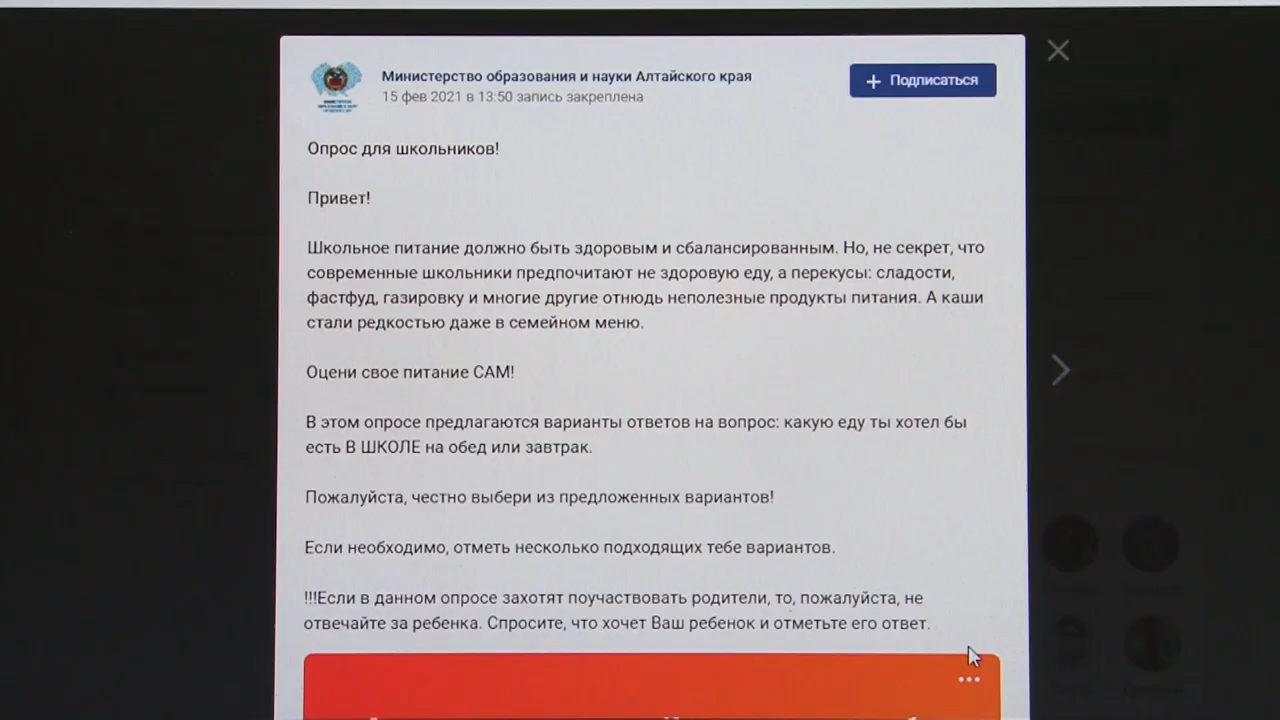 Министерство образования и науки Алтайского края
15 фев 2021 в 13:50 запись закреплена
+ Подписаться
Опрос для школьников!
Привет!
Школьное питание должно быть здоровым и сбалансированным. Но, не секрет, что
современные школьники предпочитают не здоровую еду, а перекусы: сладости,
фастфуд, газировку и многие другие отнюдь неполезные продукты питания. А каши
стали редкостью даже в семейном меню.
Оцени свое питание САМ!
В этом опросе предлагаются варианты ответов на вопрос: какую еду ты хотел бы
есть В ШКОЛЕ на обед или завтрак.
Пожалуйста, честно выбери из предложенных вариантов!
Если необходимо, отметь несколько подходящих тебе вариантов.
!!!Если в данном опросе захотят поучаствовать родители, то, пожалуйста, не
отвечайте за ребенка. Спросите, что хочет Ваш ребенок и отметьте его ответ.